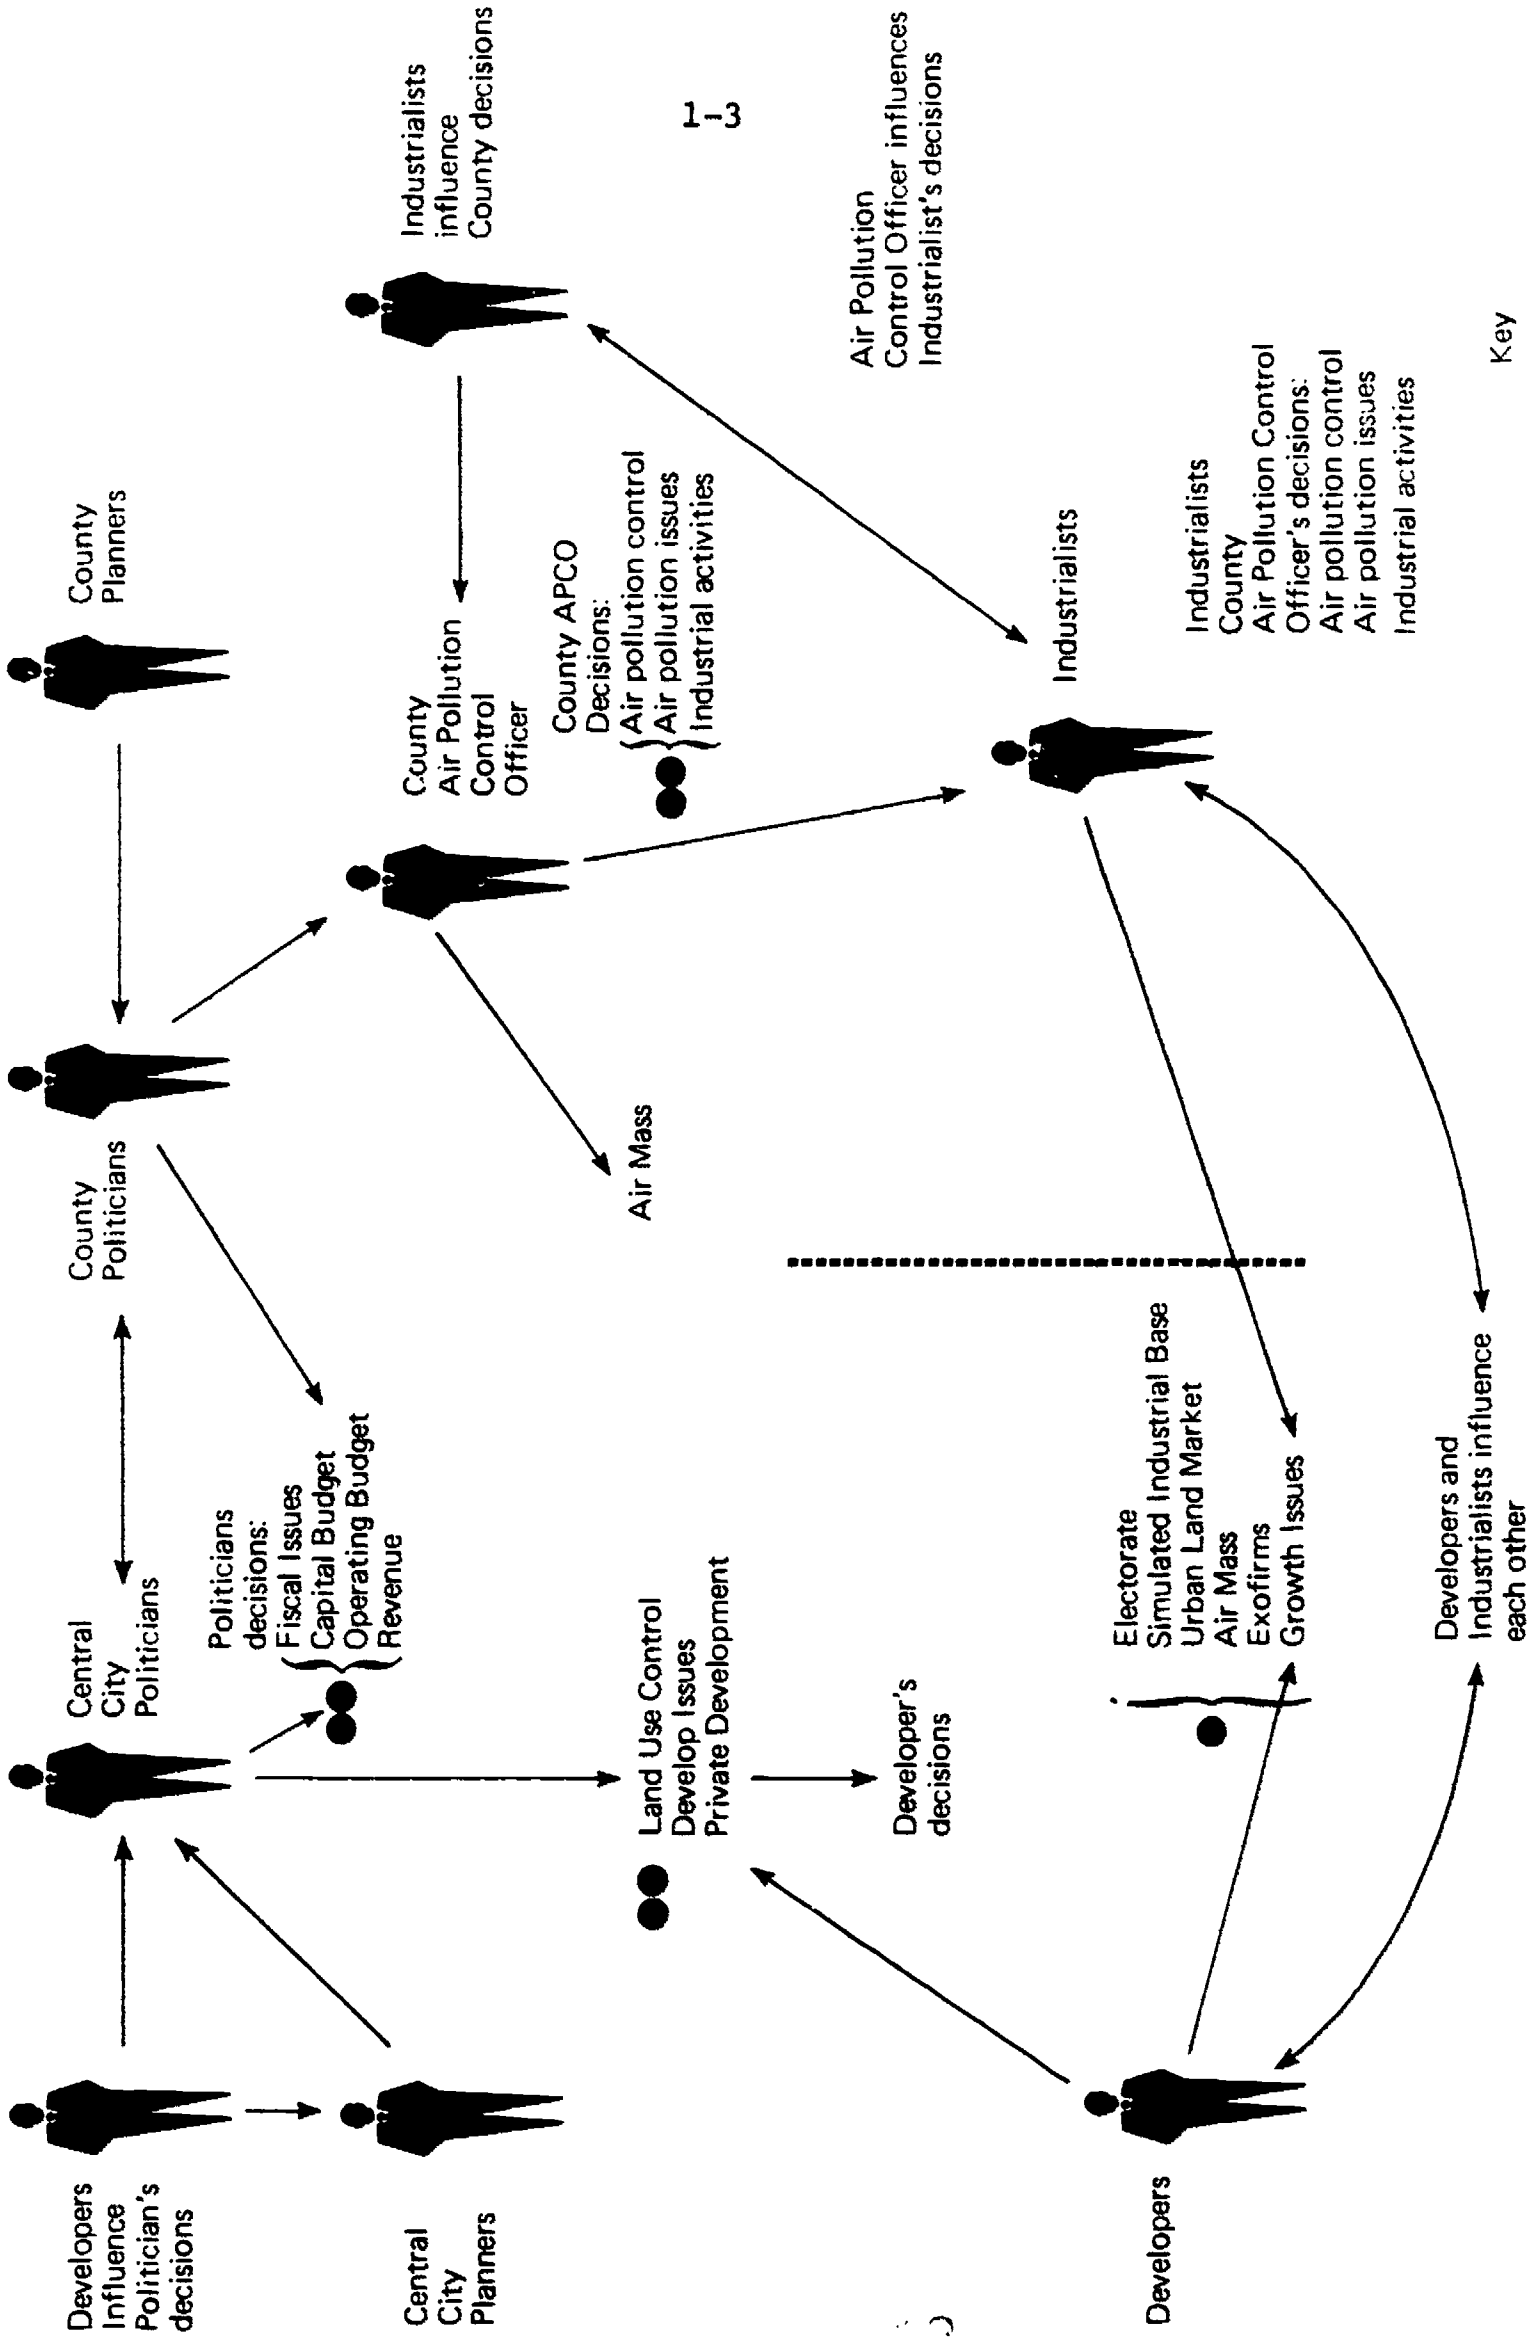 Developers
Influence
Politician's
decisions
Central
City
Politicians
County
Politicians
County
Planners
Politicians
decisions:
Fiscal Issues
Capital Budget
Operating Budget
Revenue
Central
City
Planners
County
Air Pollution
Control
Officer
Industrialists
influence
County decisions
County APCO
Decisions:
Air pollution control
Air pollution issues
Industrial activities
Land Use Control
Develop Issues
Private Development
Air Mass
1-3
Developer's
decisions
Air Pollution
Control Officer influences
Industrialist's decisions
Industrialists
Developers
Electorate
Simulated Industrial Base
Urban Land Market
Air Mass
Exofirms
Growth Issues
Industrialists
County
Air Pollution Control
Officer's decisions:
Air pollution control
Air pollution issues
Industrial activities
Developers and
Industrialists influence
each other
Key